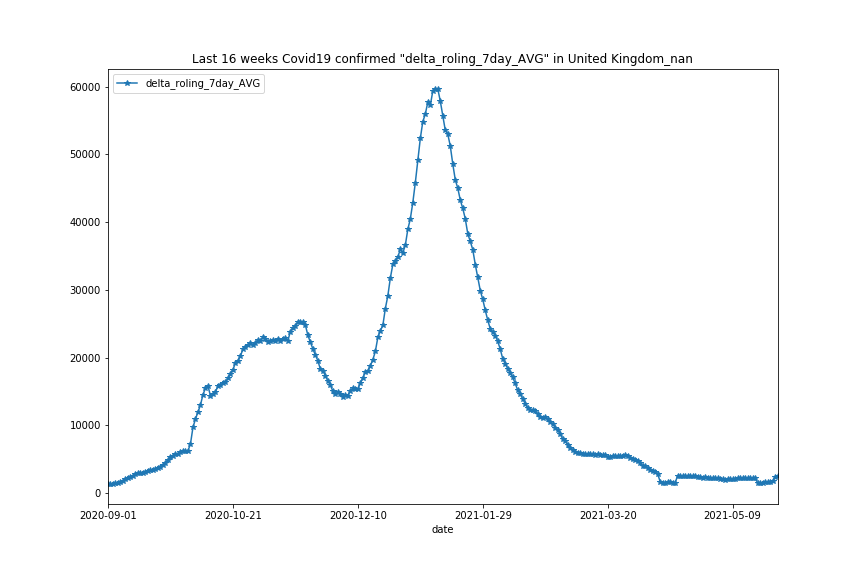 Last 16 weeks Covid19 confirmed "delta_roling_7day_AVG" in United Kingdom_nan
delta_roling_7day_AVG
60000
50000
40000
30000
20000
10000
0
2020-09-01 2020-10-21 2020-12-10 2021-01-29 2021-03-20 2021-05-09
date